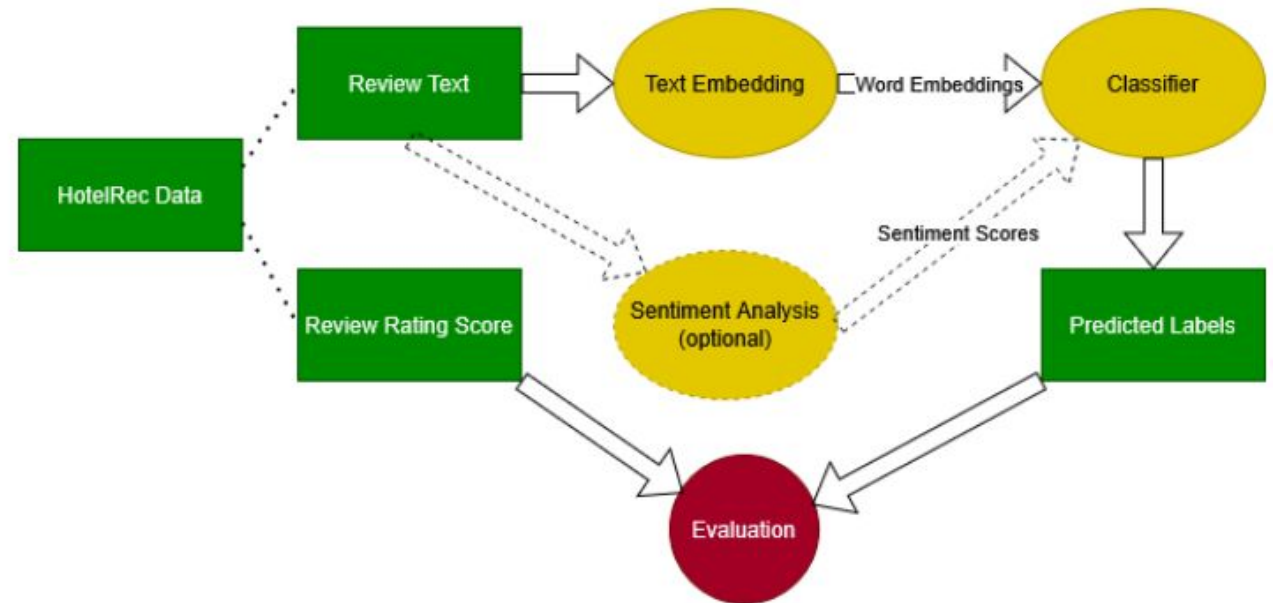 Review Text
Text Embedding
Word Embeddings
Classifier
HotelRec Data
Sentiment Scores
Review Rating Score
Sentiment Analysis
(optional)
Predicted Labels
Evaluation